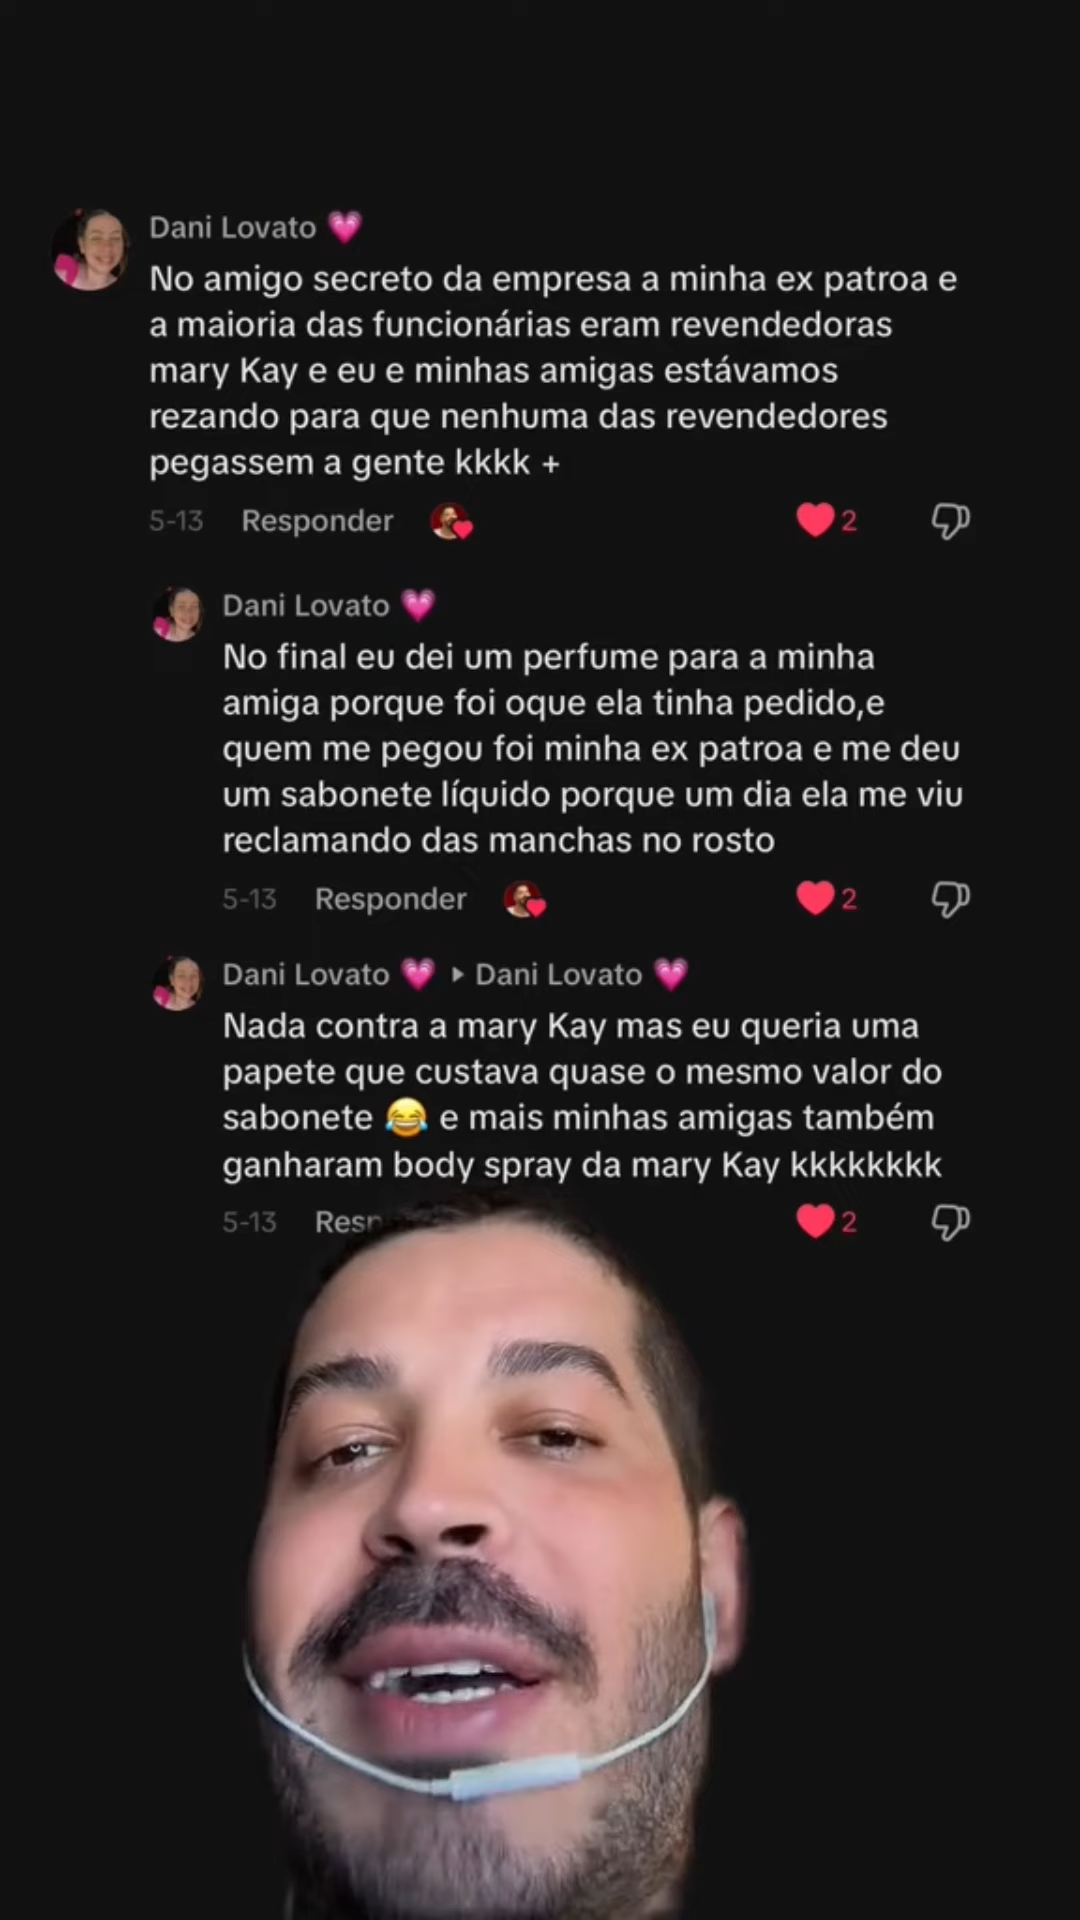 Dani Lovato 💗
No amigo secreto da empresa a minha ex patroa e
a maioria das funcionárias eram revendedoras
mary Kay e eu e minhas amigas estávamos
rezando para que nenhuma das revendedores
pegassem a gente kkkk +
5-13 Responder 2
Dani Lovato 💗
No final eu dei um perfume para a minha
amiga porque foi oque ela tinha pedido,e
quem me pegou foi minha ex patroa e me deu
um sabonete líquido porque um dia ela me viu
reclamando das manchas no rosto
5-13 Responder 2
Dani Lovato 💗 ▸ Dani Lovato 💗
Nada contra a mary Kay mas eu queria uma
papete que custava quase o mesmo valor do
sabonete 😂 e mais minhas amigas também
ganharam body spray da mary Kay kkkkkkkk
5-13 2